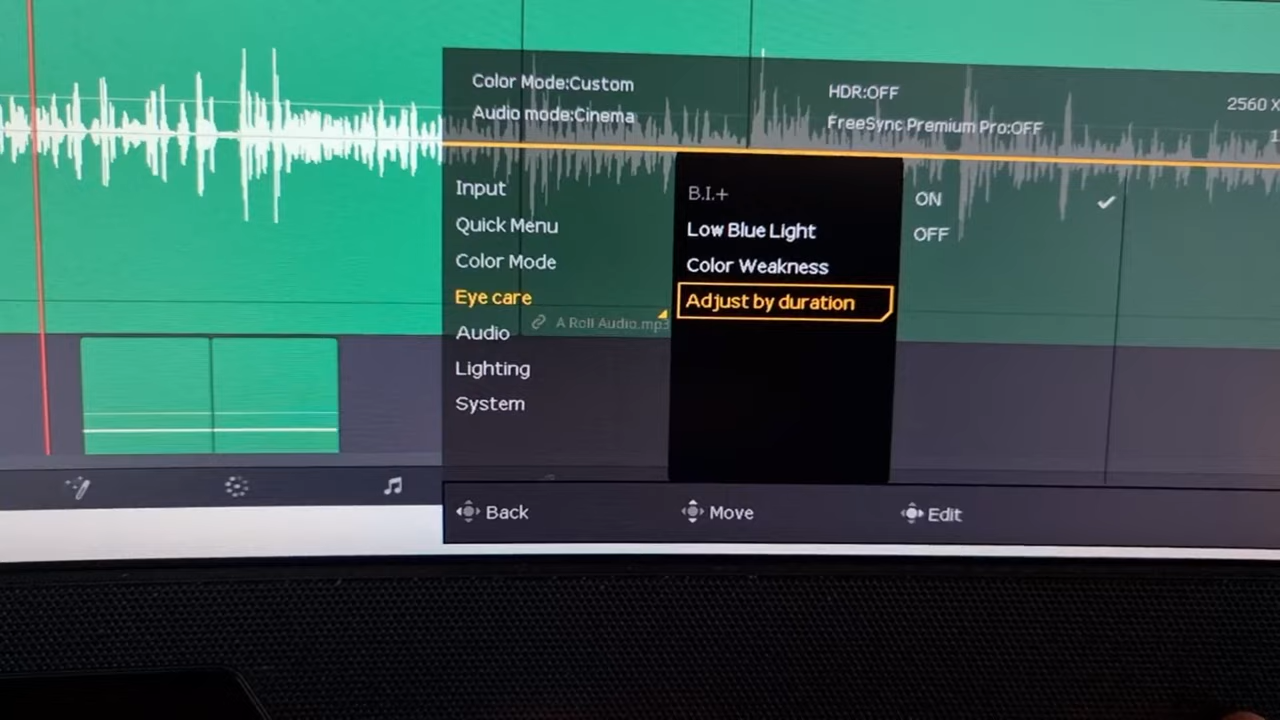 Color Mode:Custom
HDR:OFF
2560 X
Audio mode:Cinema
FreeSync Premium Pro:OFF
Input
Quick Menu
Color Mode
Eye care
Audio
Lighting
System
B.I.+
Low Blue Light
Color Weakness
Adjust by duration
ON
OFF
A Roll Audio.mp3
Back
Move
Edit